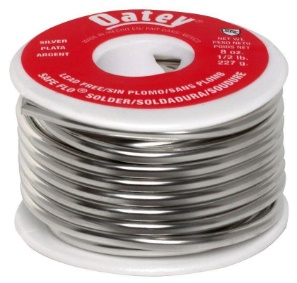 Oatey
SILVER
PLATA
ARGENT
NET WT
PESO NETO
POIDS NET
8 oz.
1/2 lb.
227 g.
LEAD FREE/SIN PLOMO/SANS PLOMB
SAFE FLO® SOLDER/SOLDADURA/SOUDURE